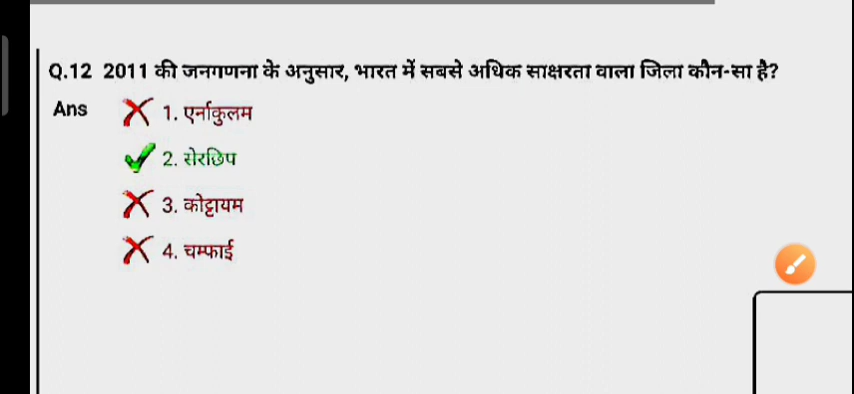 Q.12 2011 की जनगणना के अनुसार, भारत में सबसे अधिक साक्षरता वाला जिला कौन-सा है?
Ans 1. एर्नाकुलम
2. सेरछिप
3. कोट्टायम
4. चम्फाई